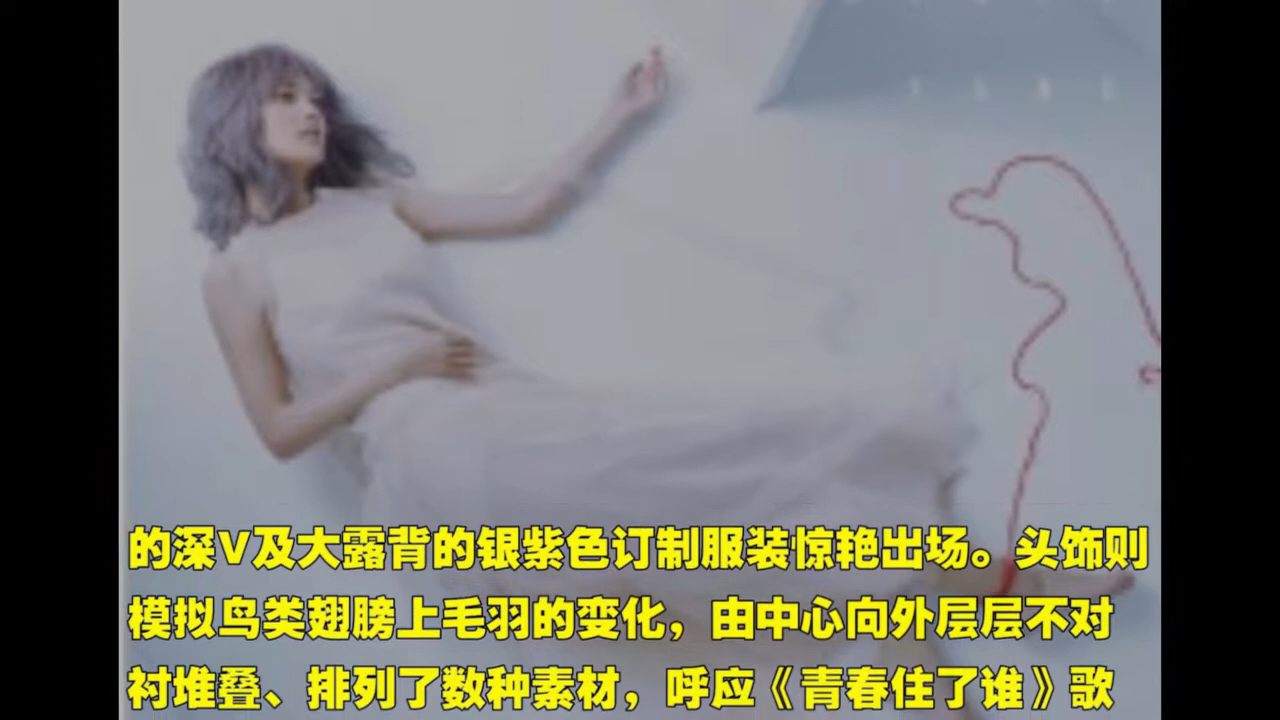 的深V及大露背的银紫色订制服装惊艳出场。头饰则
模拟鸟类翅膀上毛羽的变化，由中心向外层层不对
衬堆叠、排列了数种素材，呼应《青春住了谁》歌